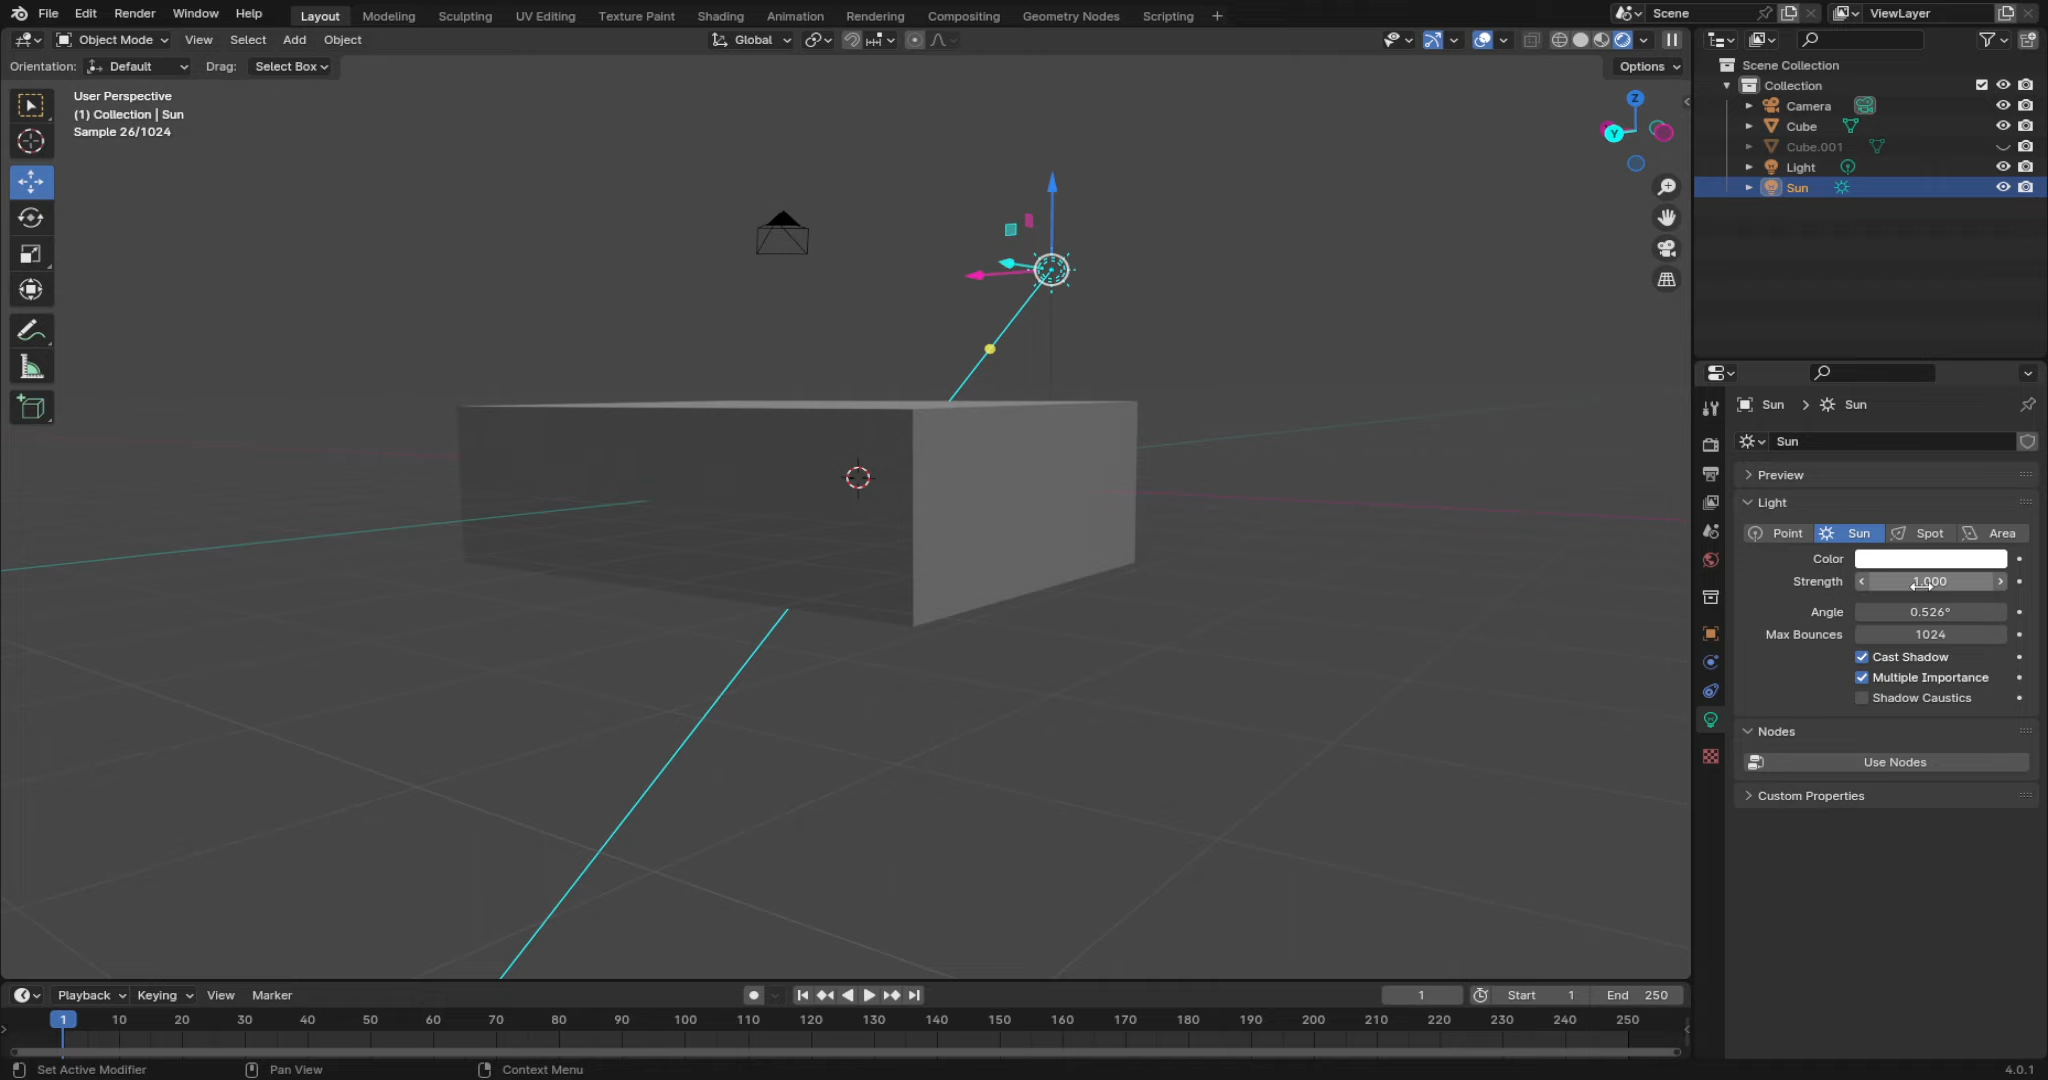 File Edit Render Window Help Layout Modeling Sculpting UV Editing Texture Paint Shading Animation Rendering Compositing Geometry Nodes Scripting + Scene ViewLayer
Object Mode View Select Add Object Global
Orientation: Default Drag: Select Box Options
User Perspective
(1) Collection | Sun
Sample 26/1024
Z
Y
Scene Collection
Collection
Camera
Cube
Cube.001
Light
Sun
Sun > Sun
Sun
Preview
Light
Point Sun Spot Area
Color
Strength 1.000
Angle 0.526°
Max Bounces 1024
Cast Shadow
Multiple Importance
Shadow Caustics
Nodes
Use Nodes
Custom Properties
Playback Keying View Marker 1 Start 1 End 250
1 10 20 30 40 50 60 70 80 90 100 110 120 130 140 150 160 170 180 190 200 210 220 230 240 250
Set Active Modifier Pan View Context Menu 4.0.1